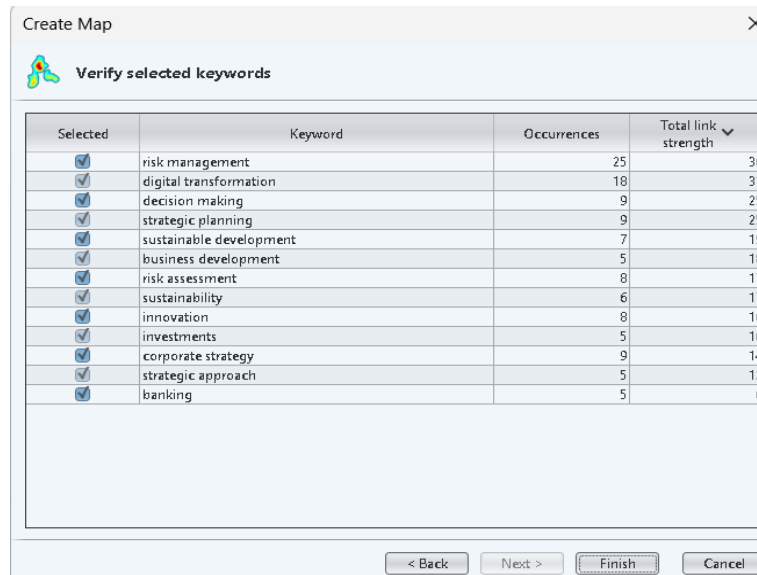 Create Map
Verify selected keywords
Selected Keyword Occurrences Total link strength
risk management 25
digital transformation 18
decision making 9
strategic planning 9
sustainable development 7
business development 5
risk assessment 8
sustainability 6
innovation 8
investments 5
corporate strategy 9
strategic approach 5
banking 5
< Back Next > Finish Cancel